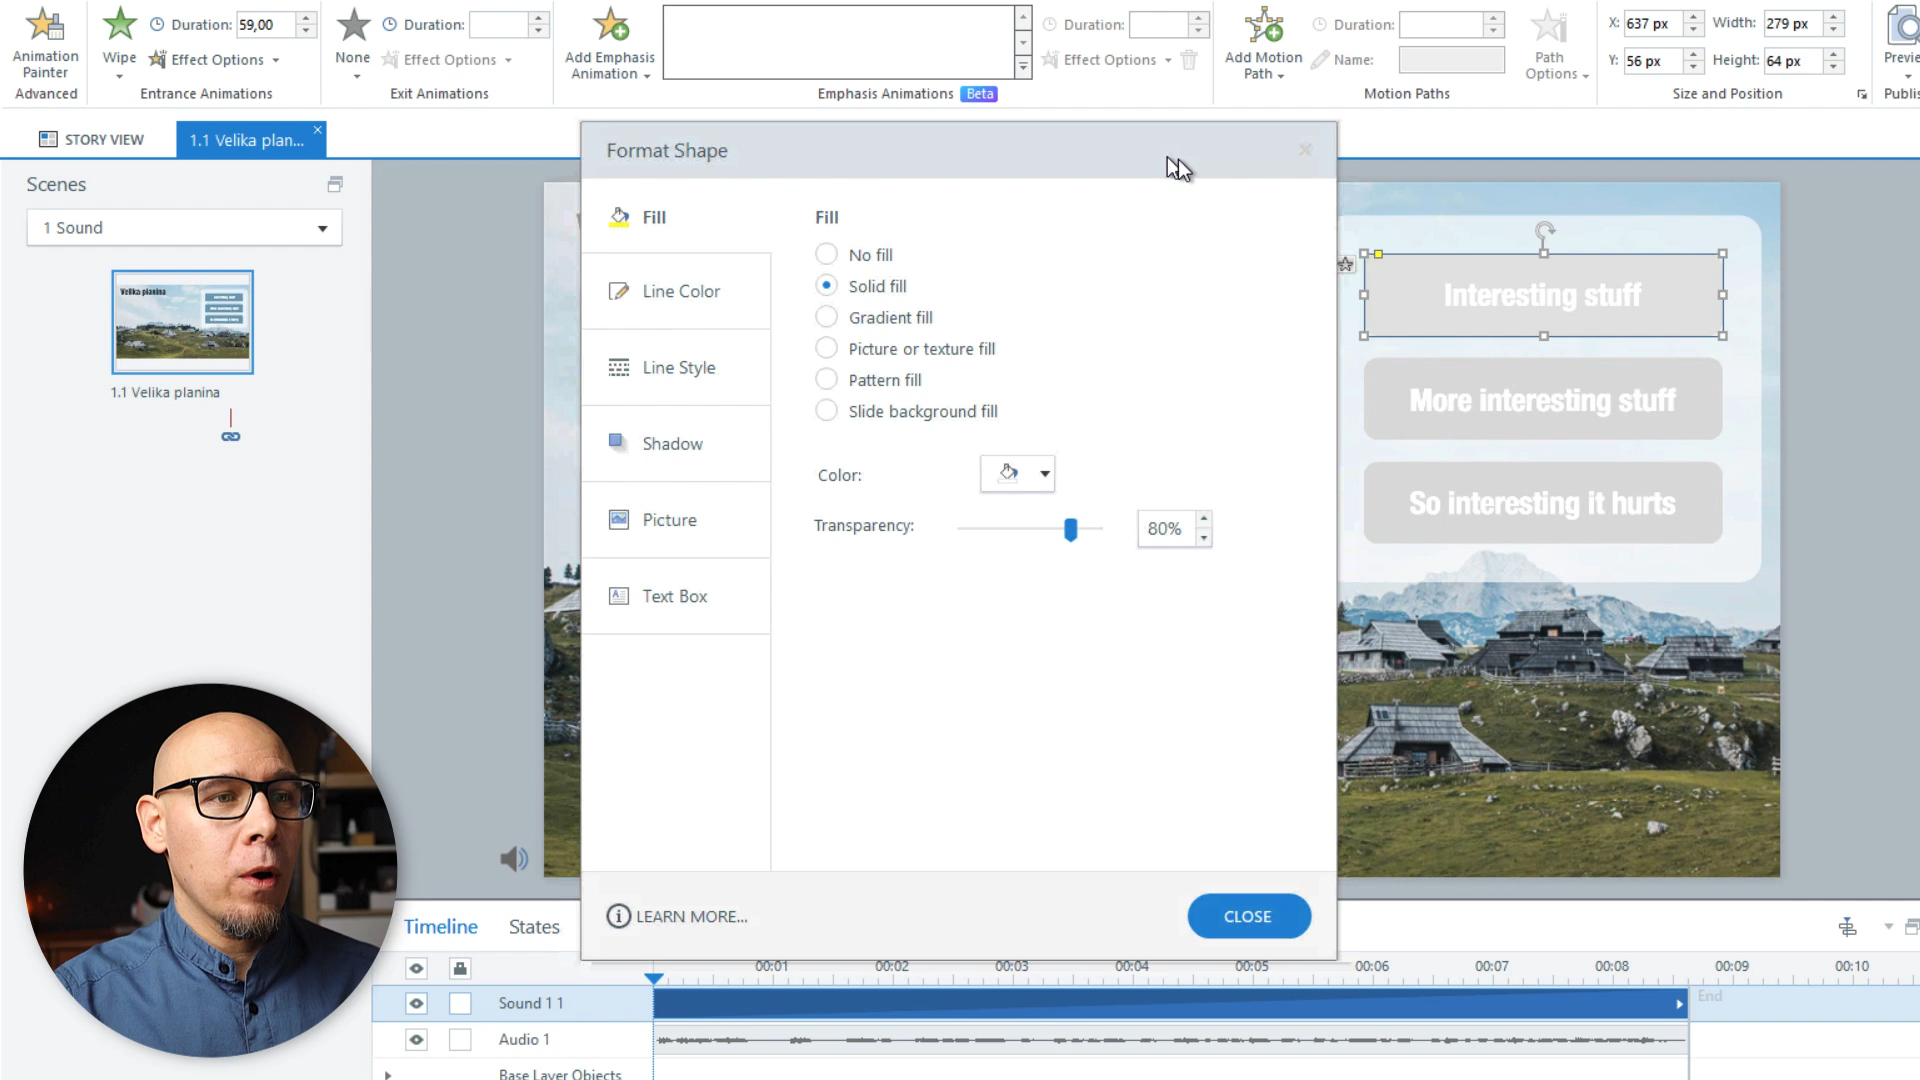 Animation
Painter
Advanced
Wipe
Duration: 59,00
Effect Options
Entrance Animations
None
Duration:
Effect Options
Exit Animations
Add Emphasis
Animation
Duration:
Effect Options
Emphasis Animations Beta
Add Motion
Path
Duration:
Name:
Path
Options
Motion Paths
X: 637 px Width: 279 px
Y: 56 px Height: 64 px
Size and Position
STORY VIEW
1.1 Velika plan...
Scenes
1 Sound
Velika planina
1.1 Velika planina
Format Shape
Fill
Line Color
Line Style
Shadow
Picture
Text Box
Fill
No fill
Solid fill
Gradient fill
Picture or texture fill
Pattern fill
Slide background fill
Color:
Transparency: 80%
LEARN MORE...
CLOSE
Interesting stuff
More interesting stuff
So interesting it hurts
Timeline States
00:01 00:02 00:03 00:04 00:05 00:06 00:07 00:08 00:09 00:10
Sound 1 1
End
Audio 1
Base Layer Objects